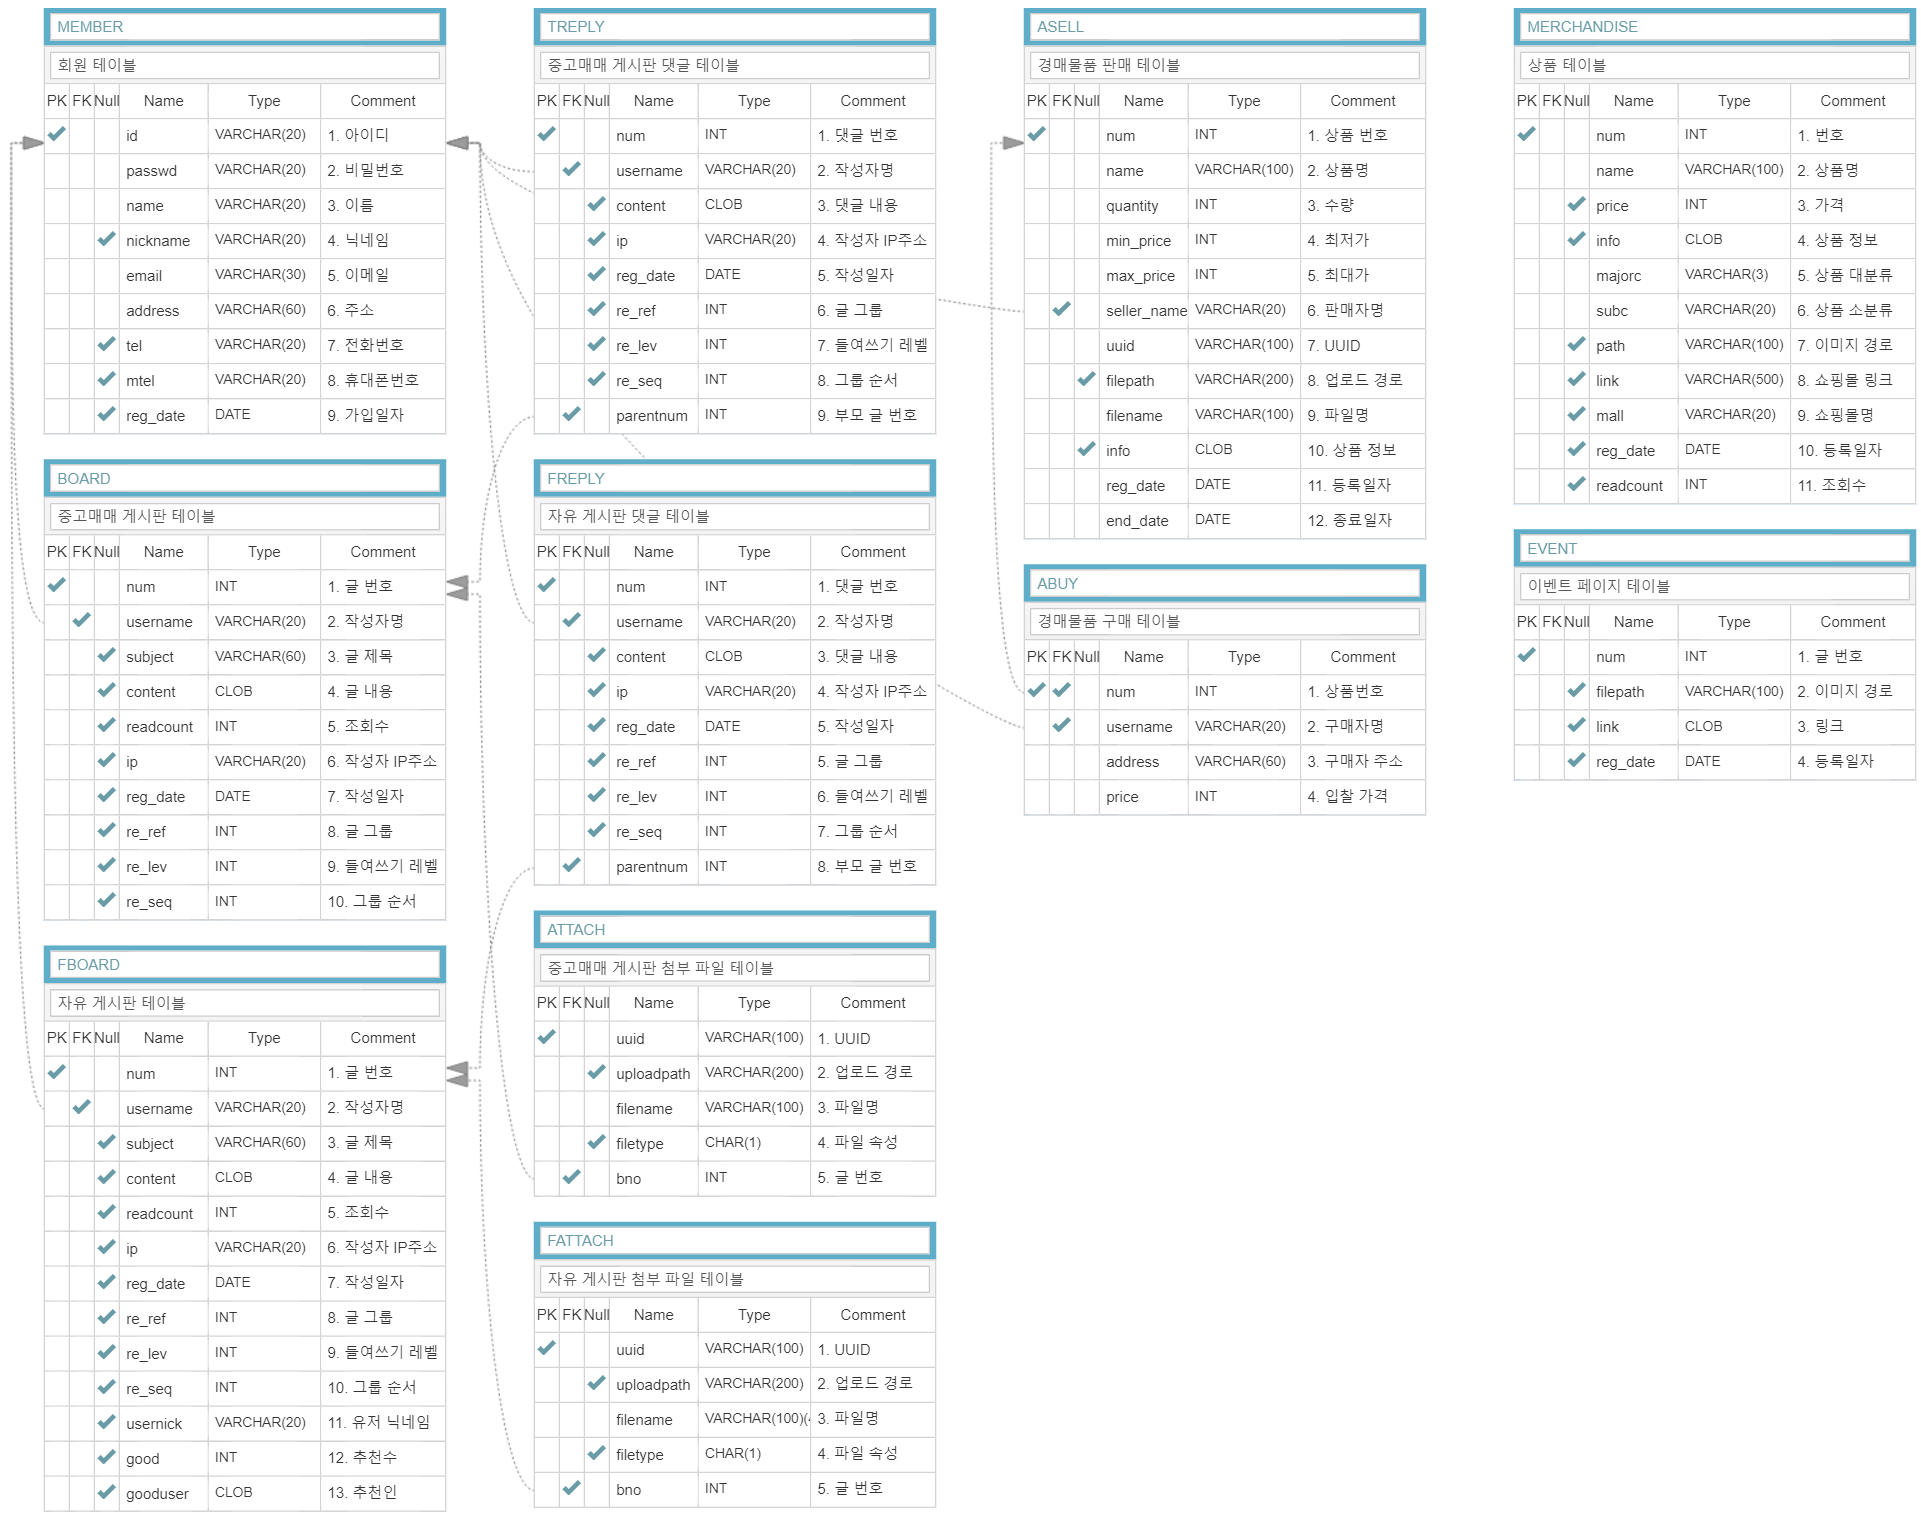 MEMBER
회원 테이블
PK FK Null Name Type Comment
id VARCHAR(20) 1. 아이디
passwd VARCHAR(20) 2. 비밀번호
name VARCHAR(20) 3. 이름
nickname VARCHAR(20) 4. 닉네임
email VARCHAR(30) 5. 이메일
address VARCHAR(60) 6. 주소
tel VARCHAR(20) 7. 전화번호
mtel VARCHAR(20) 8. 휴대폰번호
reg_date DATE 9. 가입일자
BOARD
중고매매 게시판 테이블
PK FK Null Name Type Comment
num INT 1. 글 번호
username VARCHAR(20) 2. 작성자명
subject VARCHAR(60) 3. 글 제목
content CLOB 4. 글 내용
readcount INT 5. 조회수
ip VARCHAR(20) 6. 작성자 IP주소
reg_date DATE 7. 작성일자
re_ref INT 8. 글 그룹
re_lev INT 9. 들여쓰기 레벨
re_seq INT 10. 그룹 순서
FBOARD
자유 게시판 테이블
PK FK Null Name Type Comment
num INT 1. 글 번호
username VARCHAR(20) 2. 작성자명
subject VARCHAR(60) 3. 글 제목
content CLOB 4. 글 내용
readcount INT 5. 조회수
ip VARCHAR(20) 6. 작성자 IP주소
reg_date DATE 7. 작성일자
re_ref INT 8. 글 그룹
re_lev INT 9. 들여쓰기 레벨
re_seq INT 10. 그룹 순서
usernick VARCHAR(20) 11. 유저 닉네임
good INT 12. 추천수
gooduser CLOB 13. 추천인
TREPLY
중고매매 게시판 댓글 테이블
PK FK Null Name Type Comment
num INT 1. 댓글 번호
username VARCHAR(20) 2. 작성자명
content CLOB 3. 댓글 내용
ip VARCHAR(20) 4. 작성자 IP주소
reg_date DATE 5. 작성일자
re_ref INT 6. 글 그룹
re_lev INT 7. 들여쓰기 레벨
re_seq INT 8. 그룹 순서
parentnum INT 9. 부모 글 번호
FREPLY
자유 게시판 댓글 테이블
PK FK Null Name Type Comment
num INT 1. 댓글 번호
username VARCHAR(20) 2. 작성자명
content CLOB 3. 댓글 내용
ip VARCHAR(20) 4. 작성자 IP주소
reg_date DATE 5. 작성일자
re_ref INT 5. 글 그룹
re_lev INT 6. 들여쓰기 레벨
re_seq INT 7. 그룹 순서
parentnum INT 8. 부모 글 번호
ATTACH
중고매매 게시판 첨부 파일 테이블
PK FK Null Name Type Comment
uuid VARCHAR(100) 1. UUID
uploadpath VARCHAR(200) 2. 업로드 경로
filename VARCHAR(100) 3. 파일명
filetype CHAR(1) 4. 파일 속성
bno INT 5. 글 번호
FATTACH
자유 게시판 첨부 파일 테이블
PK FK Null Name Type Comment
uuid VARCHAR(100) 1. UUID
uploadpath VARCHAR(200) 2. 업로드 경로
filename VARCHAR(100)( 3. 파일명
filetype CHAR(1) 4. 파일 속성
bno INT 5. 글 번호
ASELL
경매물품 판매 테이블
PK FK Null Name Type Comment
num INT 1. 상품 번호
name VARCHAR(100) 2. 상품명
quantity INT 3. 수량
min_price INT 4. 최저가
max_price INT 5. 최대가
seller_name VARCHAR(20) 6. 판매자명
uuid VARCHAR(100) 7. UUID
filepath VARCHAR(200) 8. 업로드 경로
filename VARCHAR(100) 9. 파일명
info CLOB 10. 상품 정보
reg_date DATE 11. 등록일자
end_date DATE 12. 종료일자
ABUY
경매물품 구매 테이블
PK FK Null Name Type Comment
num INT 1. 상품번호
username VARCHAR(20) 2. 구매자명
address VARCHAR(60) 3. 구매자 주소
price INT 4. 입찰 가격
MERCHANDISE
상품 테이블
PK FK Null Name Type Comment
num INT 1. 번호
name VARCHAR(100) 2. 상품명
price INT 3. 가격
info CLOB 4. 상품 정보
majorc VARCHAR(3) 5. 상품 대분류
subc VARCHAR(20) 6. 상품 소분류
path VARCHAR(100) 7. 이미지 경로
link VARCHAR(500) 8. 쇼핑몰 링크
mall VARCHAR(20) 9. 쇼핑몰명
reg_date DATE 10. 등록일자
readcount INT 11. 조회수
EVENT
이벤트 페이지 테이블
PK FK Null Name Type Comment
num INT 1. 글 번호
filepath VARCHAR(100) 2. 이미지 경로
link CLOB 3. 링크
reg_date DATE 4. 등록일자